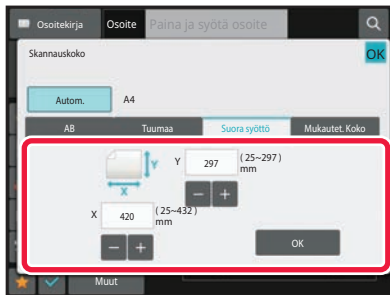 Osoitekirja Osoite Paina ja syötä osoite
Skannauskoko OK
Autom. A4
AB Tuumaa Suora syöttö Mukautet. Koko
Y 297 (25~297) mm
X Y
X 420 (25~432) mm
OK
Muut